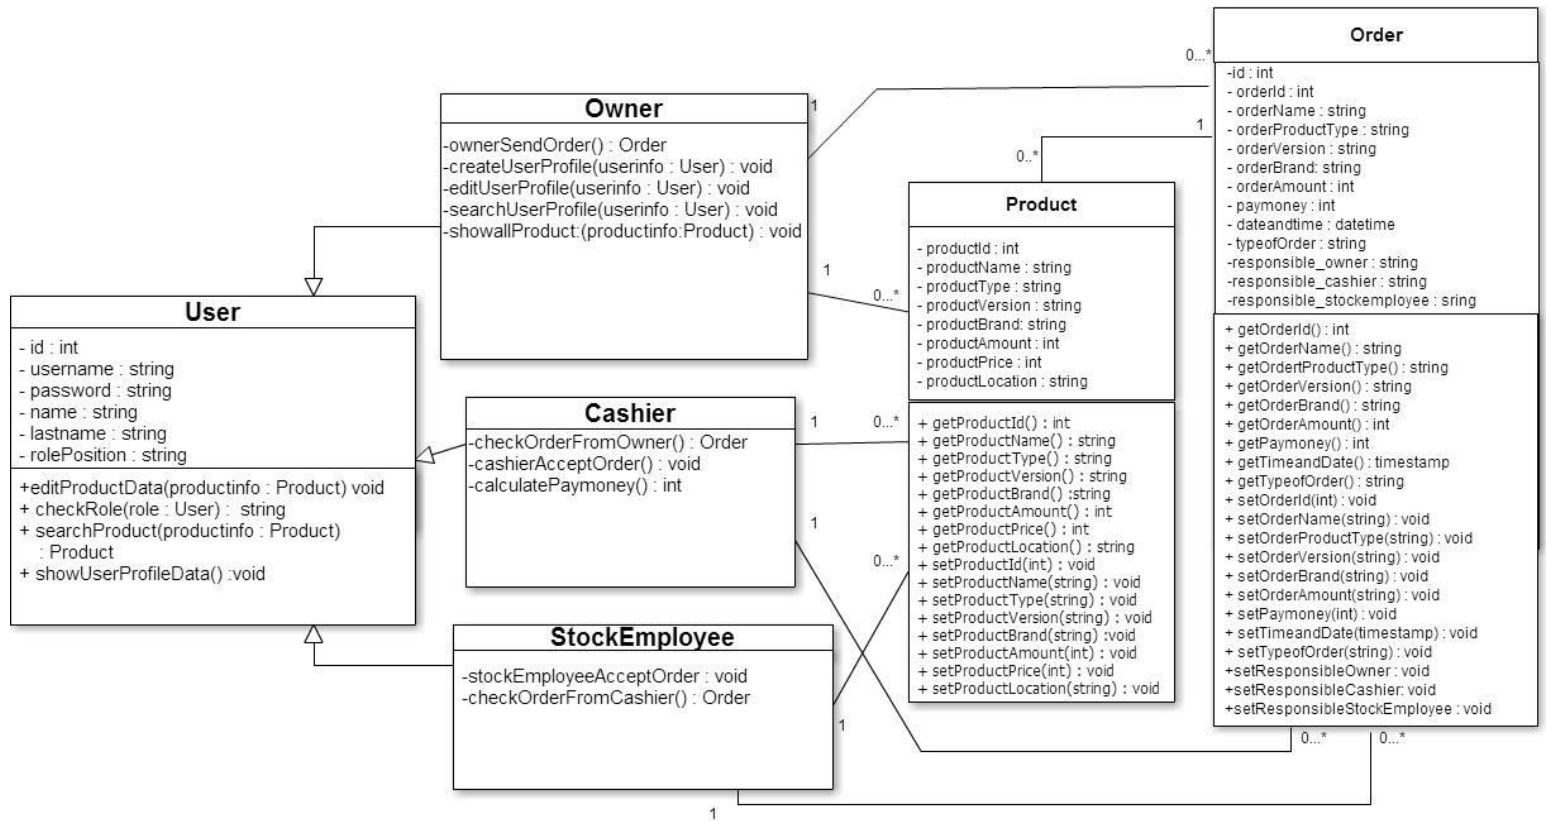 Owner
-ownerSendOrder() : Order
-createUserProfile(userinfo : User) : void
-editUserProfile(userinfo : User) : void
-searchUserProfile(userinfo : User) : void
-showallProduct:(productinfo:Product) : void
User
- id : int
- username : string
- password : string
- name : string
- lastname : string
- rolePosition : string
+editProductData(productinfo : Product) void
+ checkRole(role : User) : string
+ searchProduct(productinfo : Product)
: Product
+ showUserProfileData() :void
Cashier
-checkOrderFromOwner() : Order
-cashierAcceptOrder() : void
-calculatePaymoney() : int
StockEmployee
-stockEmployeeAcceptOrder : void
-checkOrderFromCashier() : Order
1
0...*
1
0..*
1
0...*
1
0...*
1
0...*
1
0...*
0...*
1
Product
- productId : int
- productName : string
- productType : string
- productVersion : string
- productBrand: string
- productAmount : int
- productPrice : int
- productLocation : string
+ getProductId() : int
+ getProductName() : string
+ getProductType() : string
+ getProductVersion() : string
+ getProductBrand() :string
+ getProductAmount() : int
+ getProductPrice() : int
+ getProductLocation() : string
+ setProductId(int) : void
+ setProductName(string) : void
+ setProductType(string) : void
+ setProductVersion(string) : void
+ setProductBrand(string) :void
+ setProductAmount(int) : void
+ setProductPrice(int) : void
+ setProductLocation(string) : void
Order
-id : int
- orderId : int
- orderName : string
- orderProductType : string
- orderVersion : string
- orderBrand: string
- orderAmount : int
- paymoney : int
- dateandtime : datetime
- typeofOrder : string
-responsible_owner : string
-responsible_cashier : string
-responsible_stockemployee : sring
+ getOrderId() : int
+ getOrderName() : string
+ getOrdertProductType() : string
+ getOrderVersion() : string
+ getOrderBrand() : string
+ getOrderAmount() : int
+ getPaymoney() : int
+ getTimeandDate() : timestamp
+ getTypeofOrder() : string
+ setOrderId(int) : void
+ setOrderName(string) : void
+ setOrderProductType(string) : void
+ setOrderVersion(string) : void
+ setOrderBrand(string) : void
+ setOrderAmount(string) : void
+ setPaymoney(int) : void
+ setTimeandDate(timestamp) : void
+ setTypeofOrder(string) : void
+setResponsibleOwner : void
+setResponsibleCashier: void
+setResponsibleStockEmployee : void